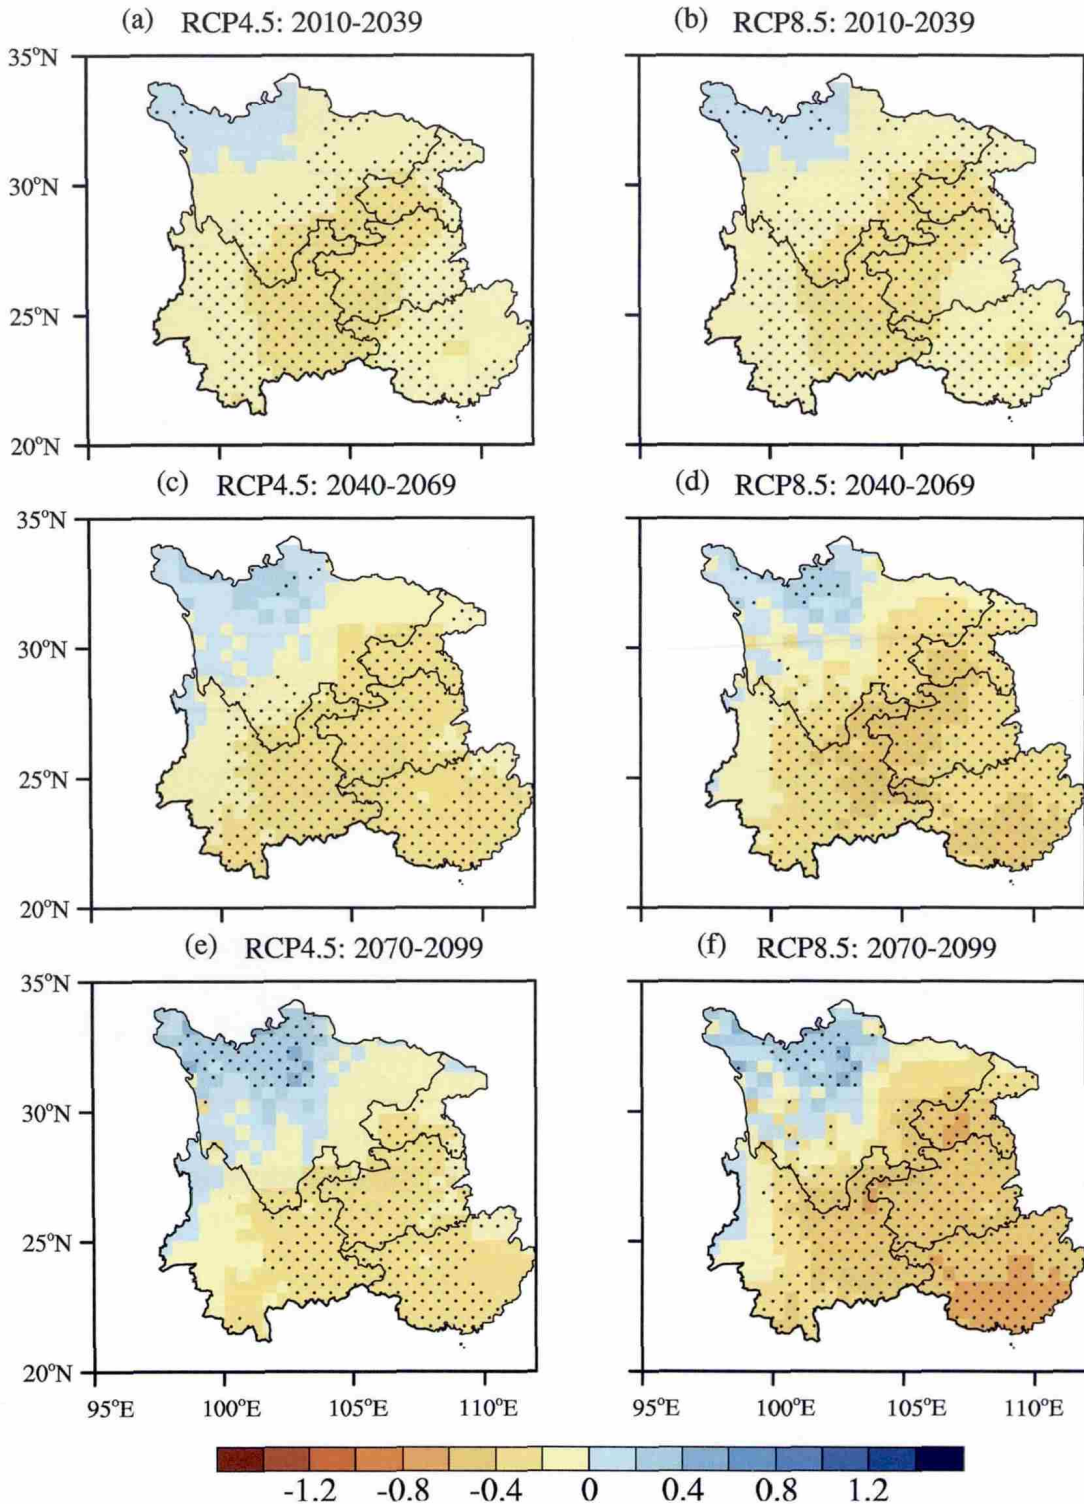 (a) RCP4.5: 2010-2039
(b) RCP8.5: 2010-2039
35°N
30°N
25°N
20°N
(c) RCP4.5: 2040-2069
(d) RCP8.5: 2040-2069
35°N
30°N
25°N
20°N
(e) RCP4.5: 2070-2099
(f) RCP8.5: 2070-2099
35°N
30°N
25°N
20°N
95°E 100°E 105°E 110°E
95°E 100°E 105°E 110°E
-1.2 -0.8 -0.4 0 0.4 0.8 1.2